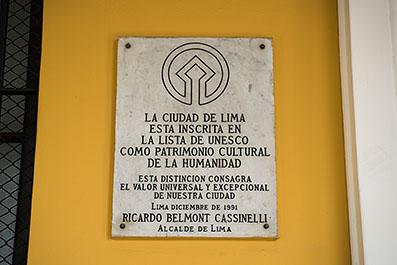 LA CIUDAD DE LIMA
ESTA INSCRITA EN
LA LISTA DE UNESCO
COMO PATRIMONIO CULTURAL
DE LA HUMANIDAD
ESTA DISTINCION CONSAGRA
EL VALOR UNIVERSAL Y EXCEPCIONAL
DE NUESTRA CIUDAD
LIMA DICIEMBRE DE 1991
RICARDO BELMONT CASSINELLI
ALCALDE DE LIMA